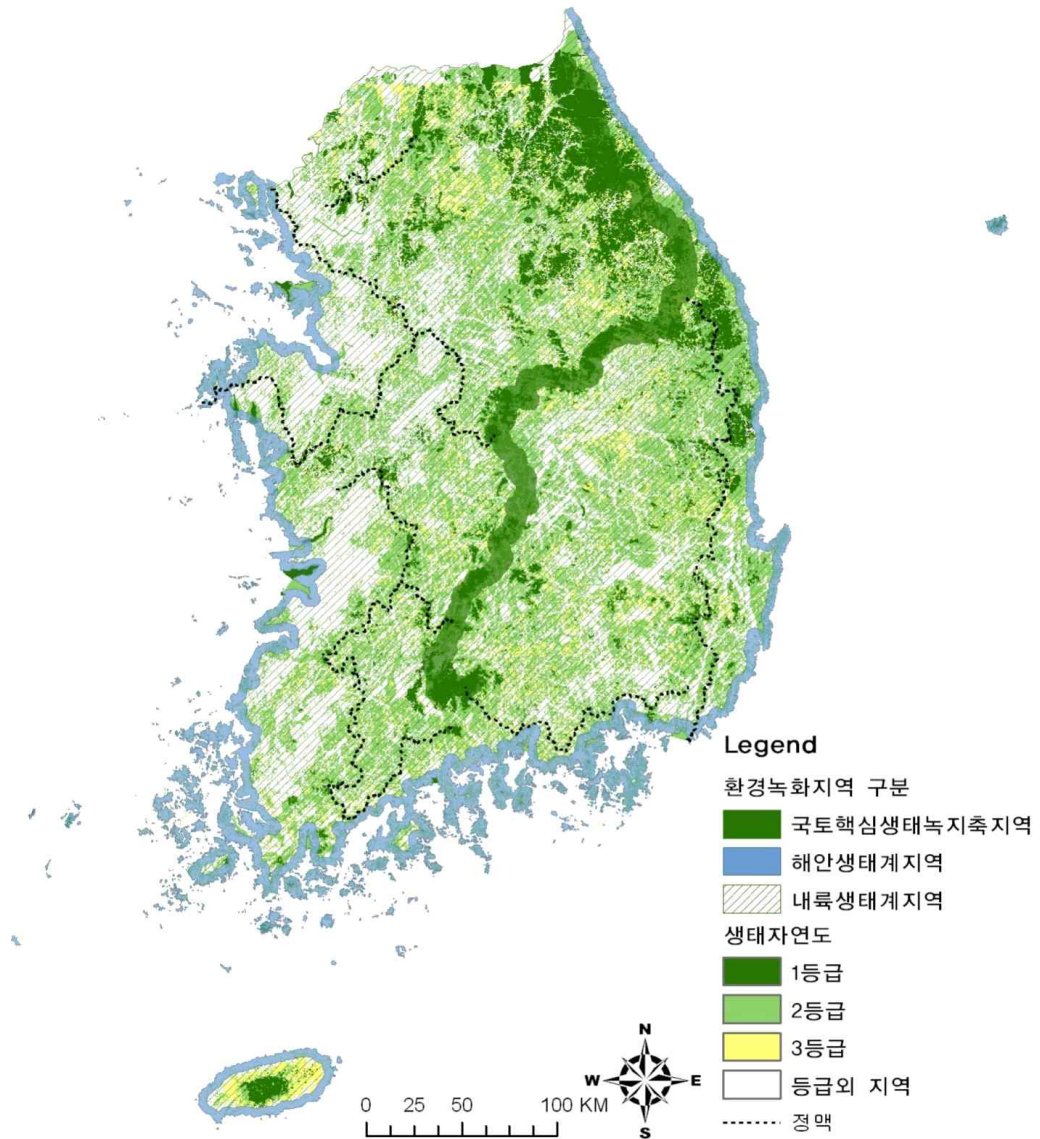 Legend
환경녹화지역 구분
국토핵심생태녹지축지역
해안생태계지역
내륙생태계지역
생태자연도
1등급
2등급
3등급
등급외 지역
정맥
N
W E
S
0 25 50 100 KM